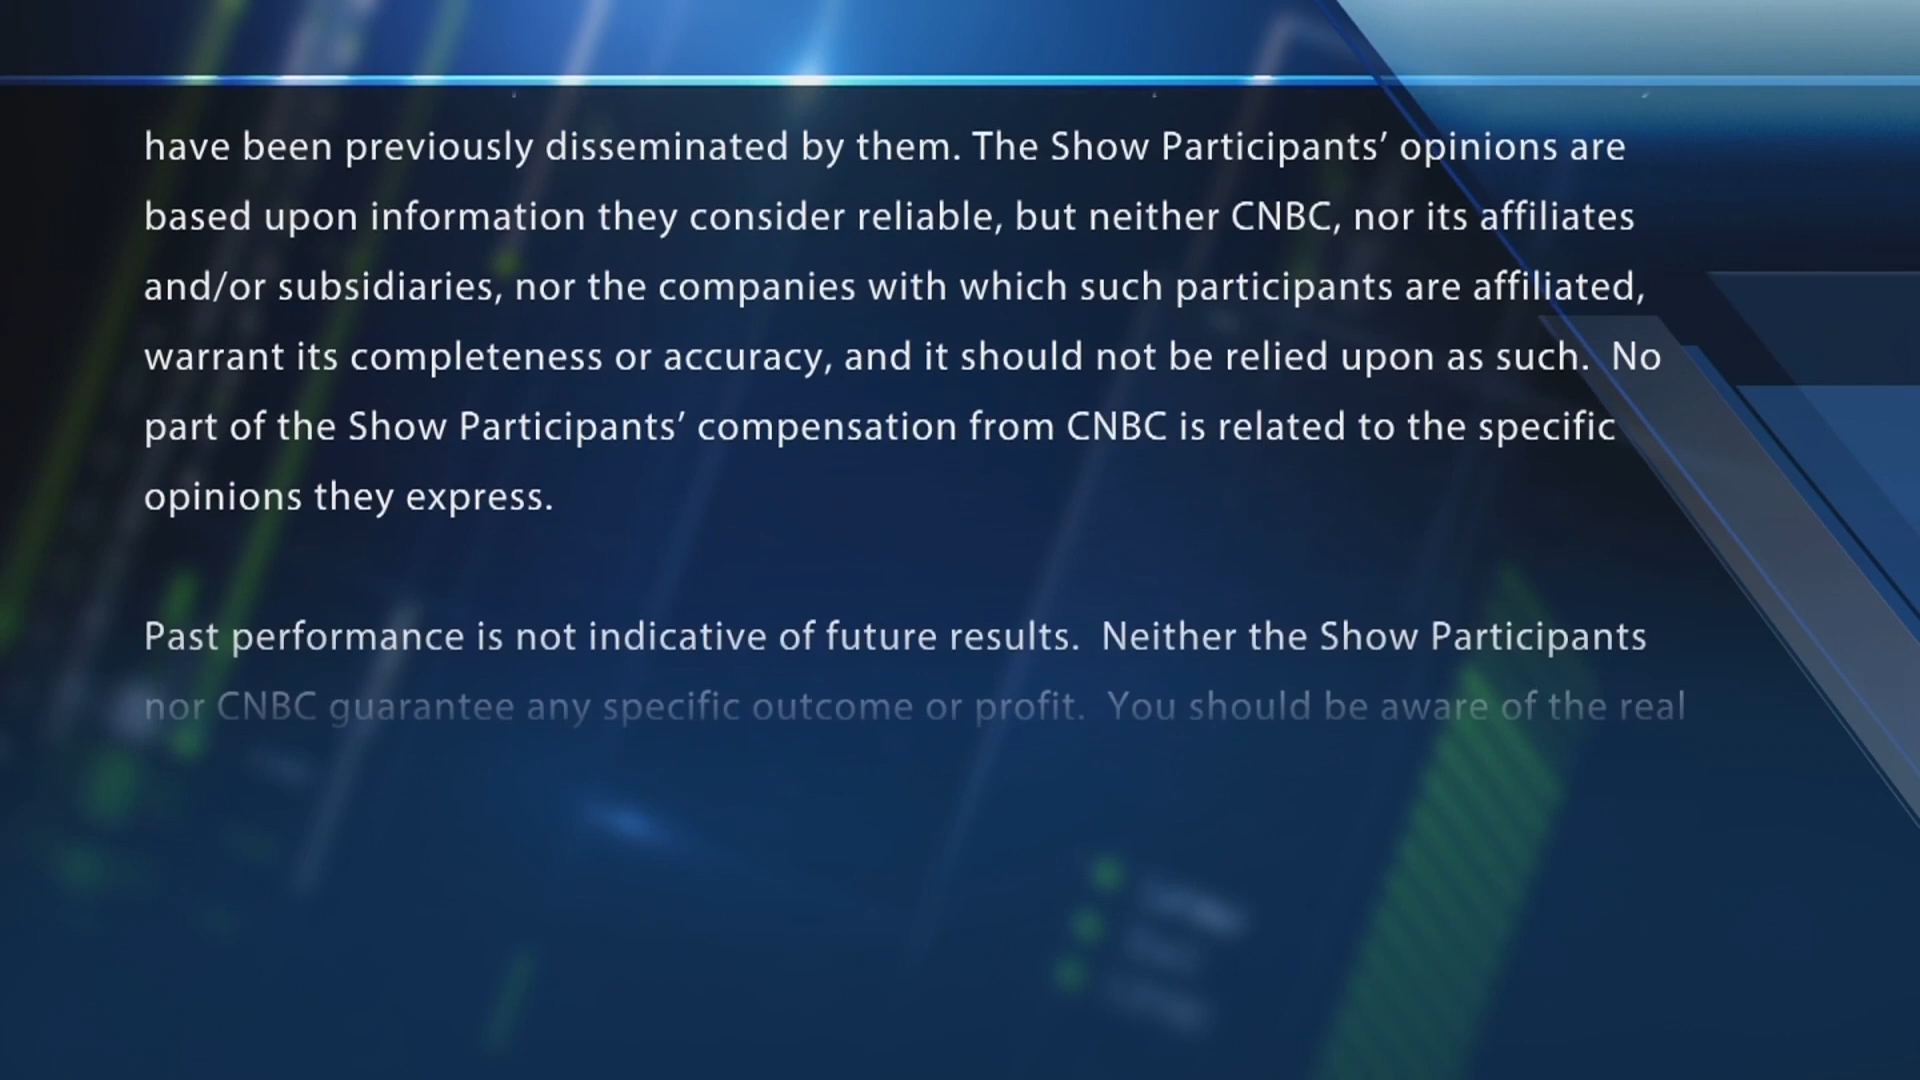 have been previously disseminated by them. The Show Participants’ opinions are
based upon information they consider reliable, but neither CNBC, nor its affiliates
and/or subsidiaries, nor the companies with which such participants are affiliated,
warrant its completeness or accuracy, and it should not be relied upon as such.  No
part of the Show Participants’ compensation from CNBC is related to the specific
opinions they express.
Past performance is not indicative of future results.  Neither the Show Participants
nor CNBC guarantee any specific outcome or profit.  You should be aware of the real